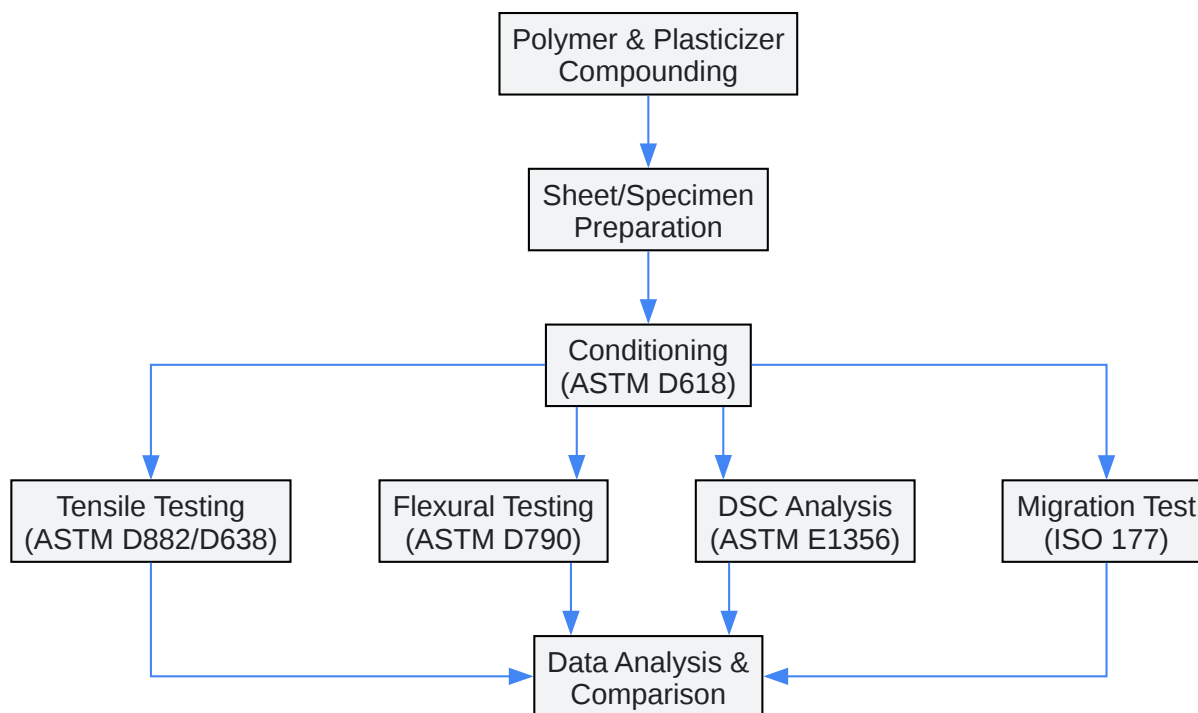 Polymer & Plasticizer
Compounding
Sheet/Specimen
Preparation
Conditioning
(ASTM D618)
Tensile Testing
(ASTM D882/D638)
Flexural Testing
(ASTM D790)
DSC Analysis
(ASTM E1356)
Migration Test
(ISO 177)
Data Analysis &
Comparison